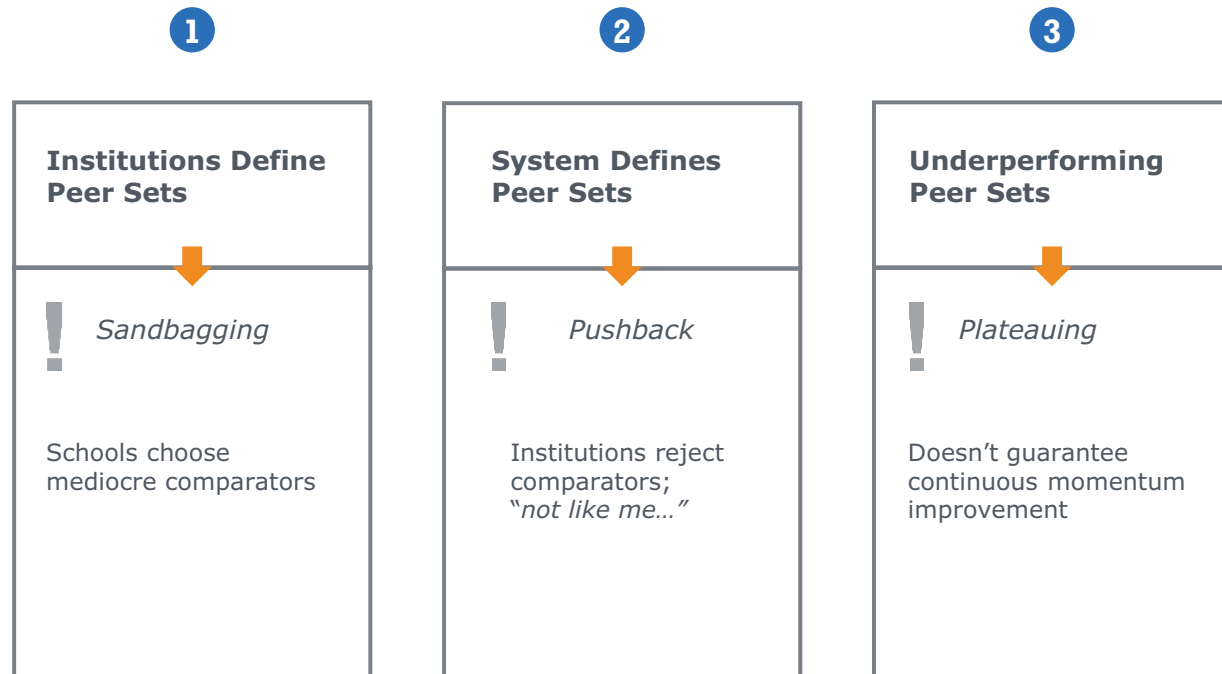 1
2
3
Institutions Define
Peer Sets
!
Sandbagging
Schools choose
mediocre comparators
System Defines
Peer Sets
!
Pushback
Institutions reject
comparators;
“not like me…”
Underperforming
Peer Sets
!
Plateauing
Doesn’t guarantee
continuous momentum
improvement